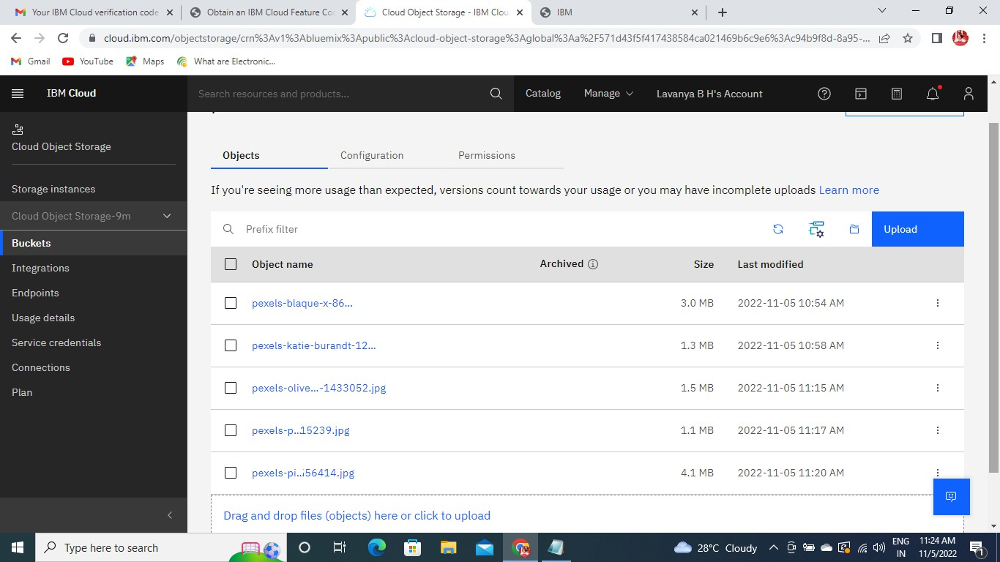 Your IBM Cloud verification code
Obtain an IBM Cloud Feature Co
Cloud Object Storage - IBM Clou
IBM
cloud.ibm.com/objectstorage/crn%3Av1%3Abluemix%3Apublic%3Acloud-object-storage%3Aglobal%3Aa%2F571d43f5f417438584ca021469b6c9e6%3Ac94b9f8d-8a95-...
Gmail
YouTube
Maps
What are Electronic...
IBM Cloud
Search resources and products...
Catalog
Manage
Lavanya B H's Account
Cloud Object Storage
Storage instances
Cloud Object Storage-9m
Buckets
Integrations
Endpoints
Usage details
Service credentials
Connections
Plan
Objects
Configuration
Permissions
If you're seeing more usage than expected, versions count towards your usage or you may have incomplete uploads Learn more
Prefix filter
Upload
Object name Archived Size Last modified
pexels-blaque-x-86... 3.0 MB 2022-11-05 10:54 AM
pexels-katie-burandt-12... 1.3 MB 2022-11-05 10:58 AM
pexels-olive...-1433052.jpg 1.5 MB 2022-11-05 11:15 AM
pexels-p...15239.jpg 1.1 MB 2022-11-05 11:17 AM
pexels-pi...56414.jpg 4.1 MB 2022-11-05 11:20 AM
Drag and drop files (objects) here or click to upload
Type here to search
28°C Cloudy
ENG
IN
11:24 AM
11/5/2022
1